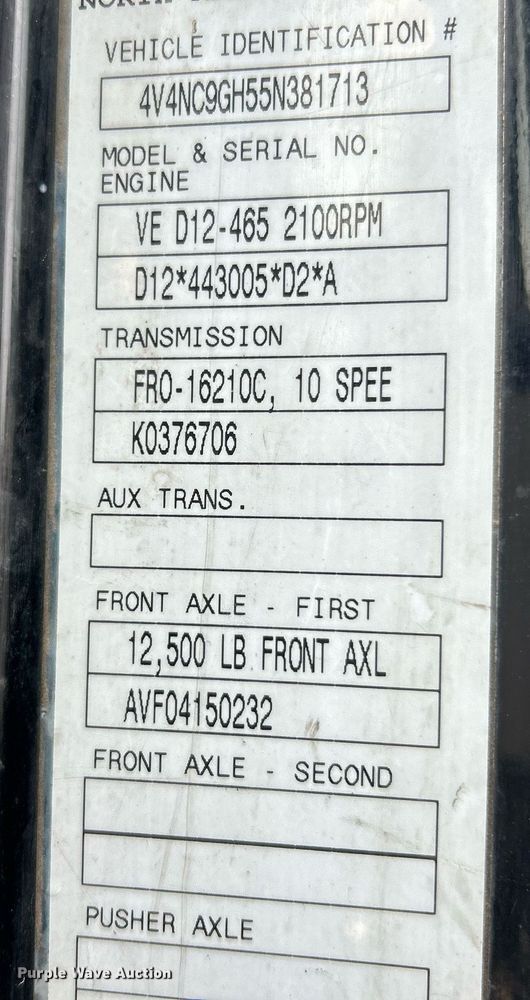 NORTH
VEHICLE IDENTIFICATION #
4V4NC9GH55N381713
MODEL & SERIAL NO.
ENGINE
VE D12-465 2100RPM
D12*443005*D2*A
TRANSMISSION
FRO-16210C, 10 SPEE
K0376706
AUX TRANS.
FRONT AXLE - FIRST
12,500 LB FRONT AXL
AVF04150232
FRONT AXLE - SECOND
PUSHER AXLE
Purple Wave Auction